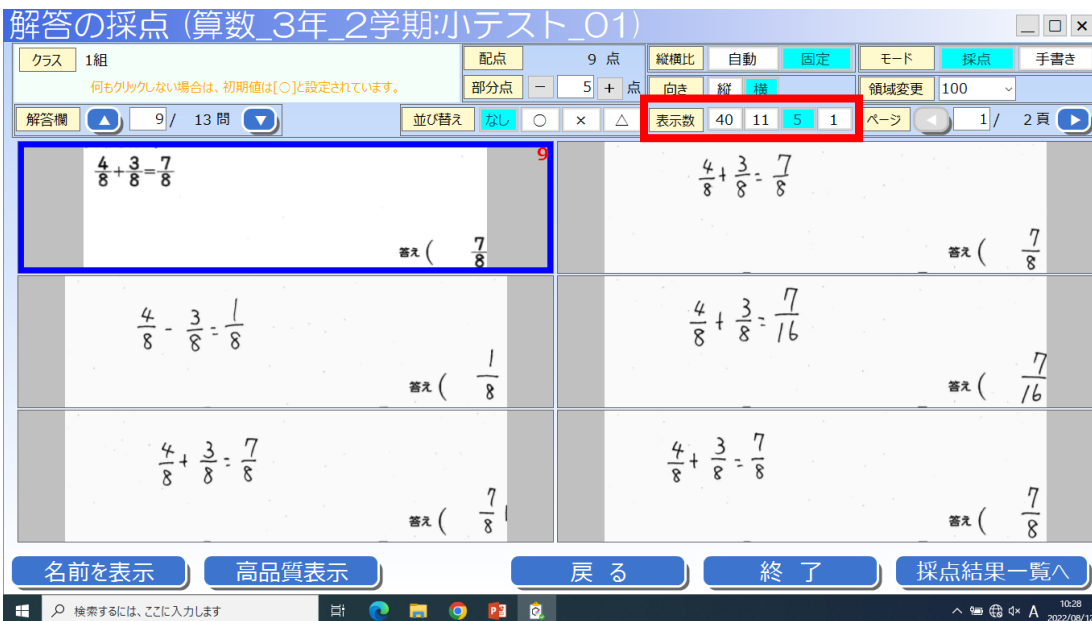 解答の採点 (算数_3年_2学期:小テスト_01)
クラス 1組 配点 9 点 縦横比 自動 固定 モード 採点 手書き
何もクリックしない場合は、初期値は[○]と設定されています。 部分点 − 5 + 点 向き 縦 横 領域変更 100
解答欄 9/ 13 問 並び替え なし ○ × △ 表示数 40 11 5 1 ページ 1/ 2 頁
9
4/8+3/8=7/8
答え ( 7/8
4/8+3/8=7/8
答え ( 7/8
4/8-3/8=1/8
答え ( 1/8
4/8+3/8=7/16
答え ( 7/16
4/8+3/8=7/8
答え ( 7/8
4/8+3/8=7/8
答え ( 7/8
名前を表示 高品質表示 戻る 終了 採点結果一覧へ
検索するには、ここに入力します A 10:28